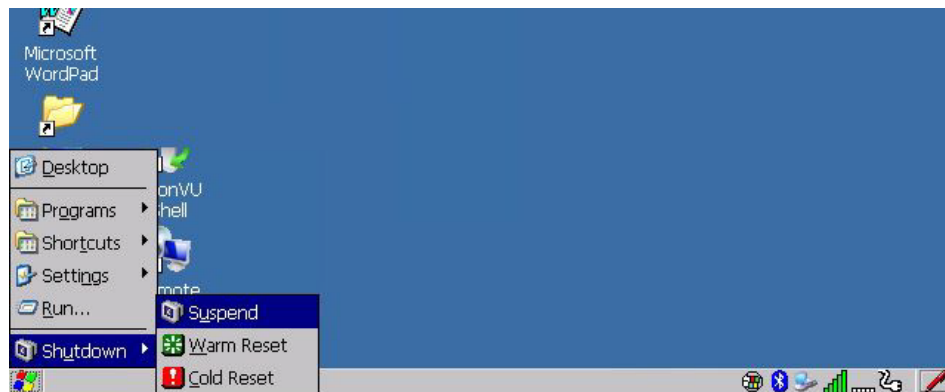 Microsoft
WordPad
Desktop
onVU
hell
Programs
Shortcuts
Settings
mote
Run...
Suspend
Shutdown
Warm Reset
Cold Reset